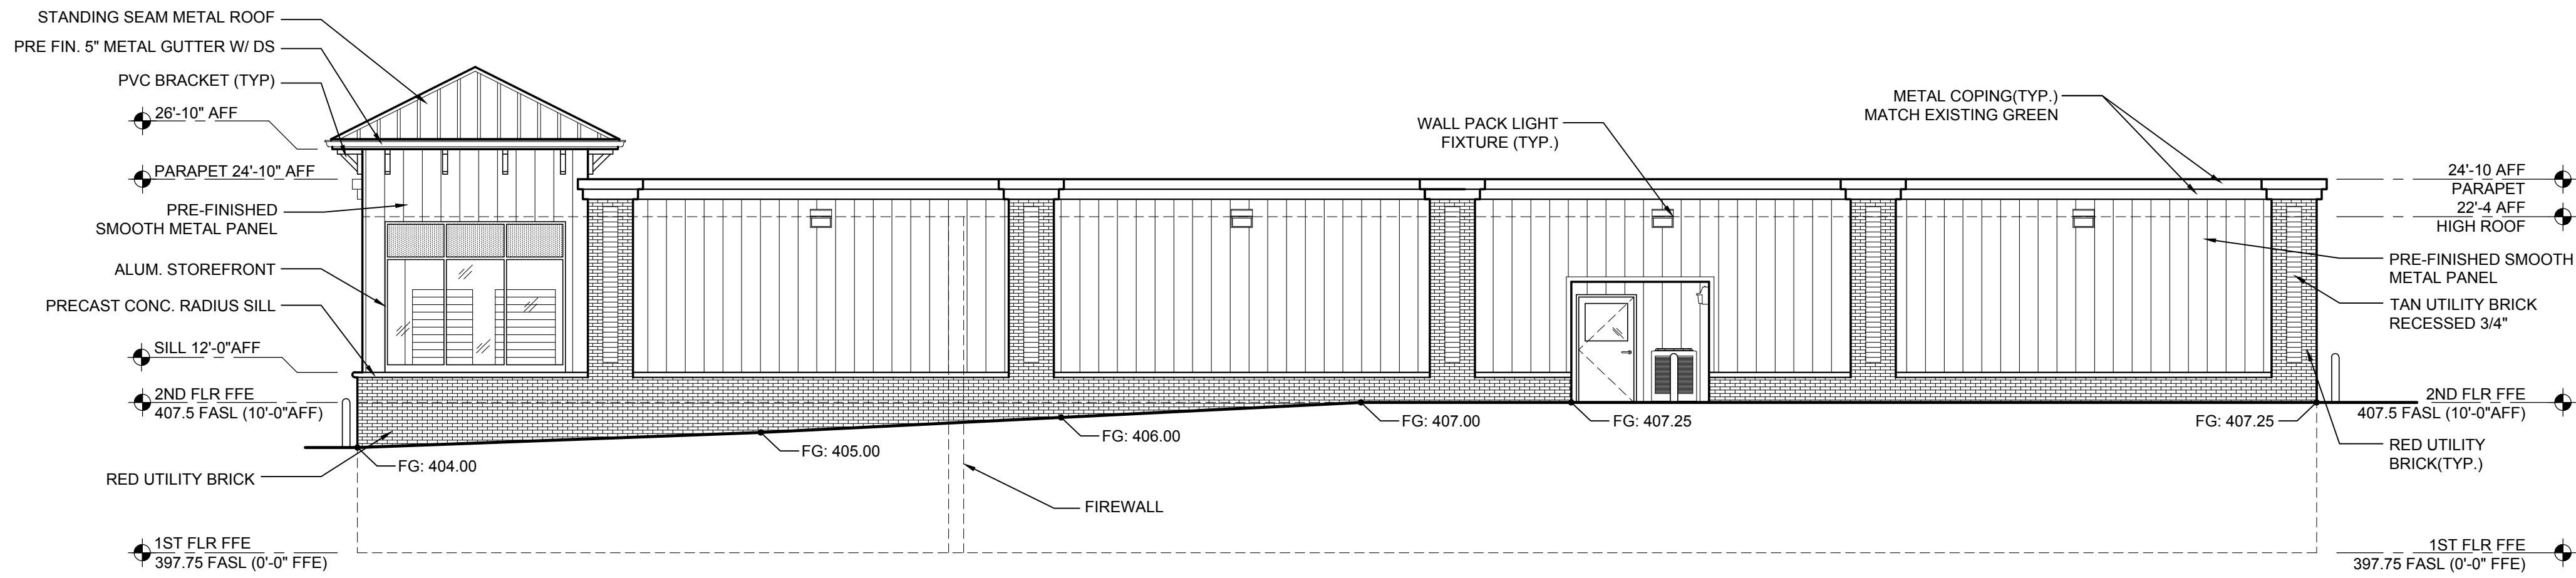 STANDING SEAM METAL ROOF
PRE FIN. 5" METAL GUTTER W/ DS
PVC BRACKET (TYP)
26'-10" AFF
PARAPET 24'-10" AFF
PRE-FINISHED
SMOOTH METAL PANEL
ALUM. STOREFRONT
PRECAST CONC. RADIUS SILL
SILL 12'-0"AFF
2ND FLR FFE
407.5 FASL (10'-0"AFF)
RED UTILITY BRICK
1ST FLR FFE
397.75 FASL (0'-0" FFE)
FG: 404.00
FG: 405.00
FG: 406.00
FIREWALL
FG: 407.00
FG: 407.25
FG: 407.25
WALL PACK LIGHT
FIXTURE (TYP.)
METAL COPING(TYP.)
MATCH EXISTING GREEN
24'-10 AFF
PARAPET
22'-4 AFF
HIGH ROOF
PRE-FINISHED SMOOTH
METAL PANEL
TAN UTILITY BRICK
RECESSED 3/4"
2ND FLR FFE
407.5 FASL (10'-0"AFF)
RED UTILITY
BRICK(TYP.)
1ST FLR FFE
397.75 FASL (0'-0" FFE)